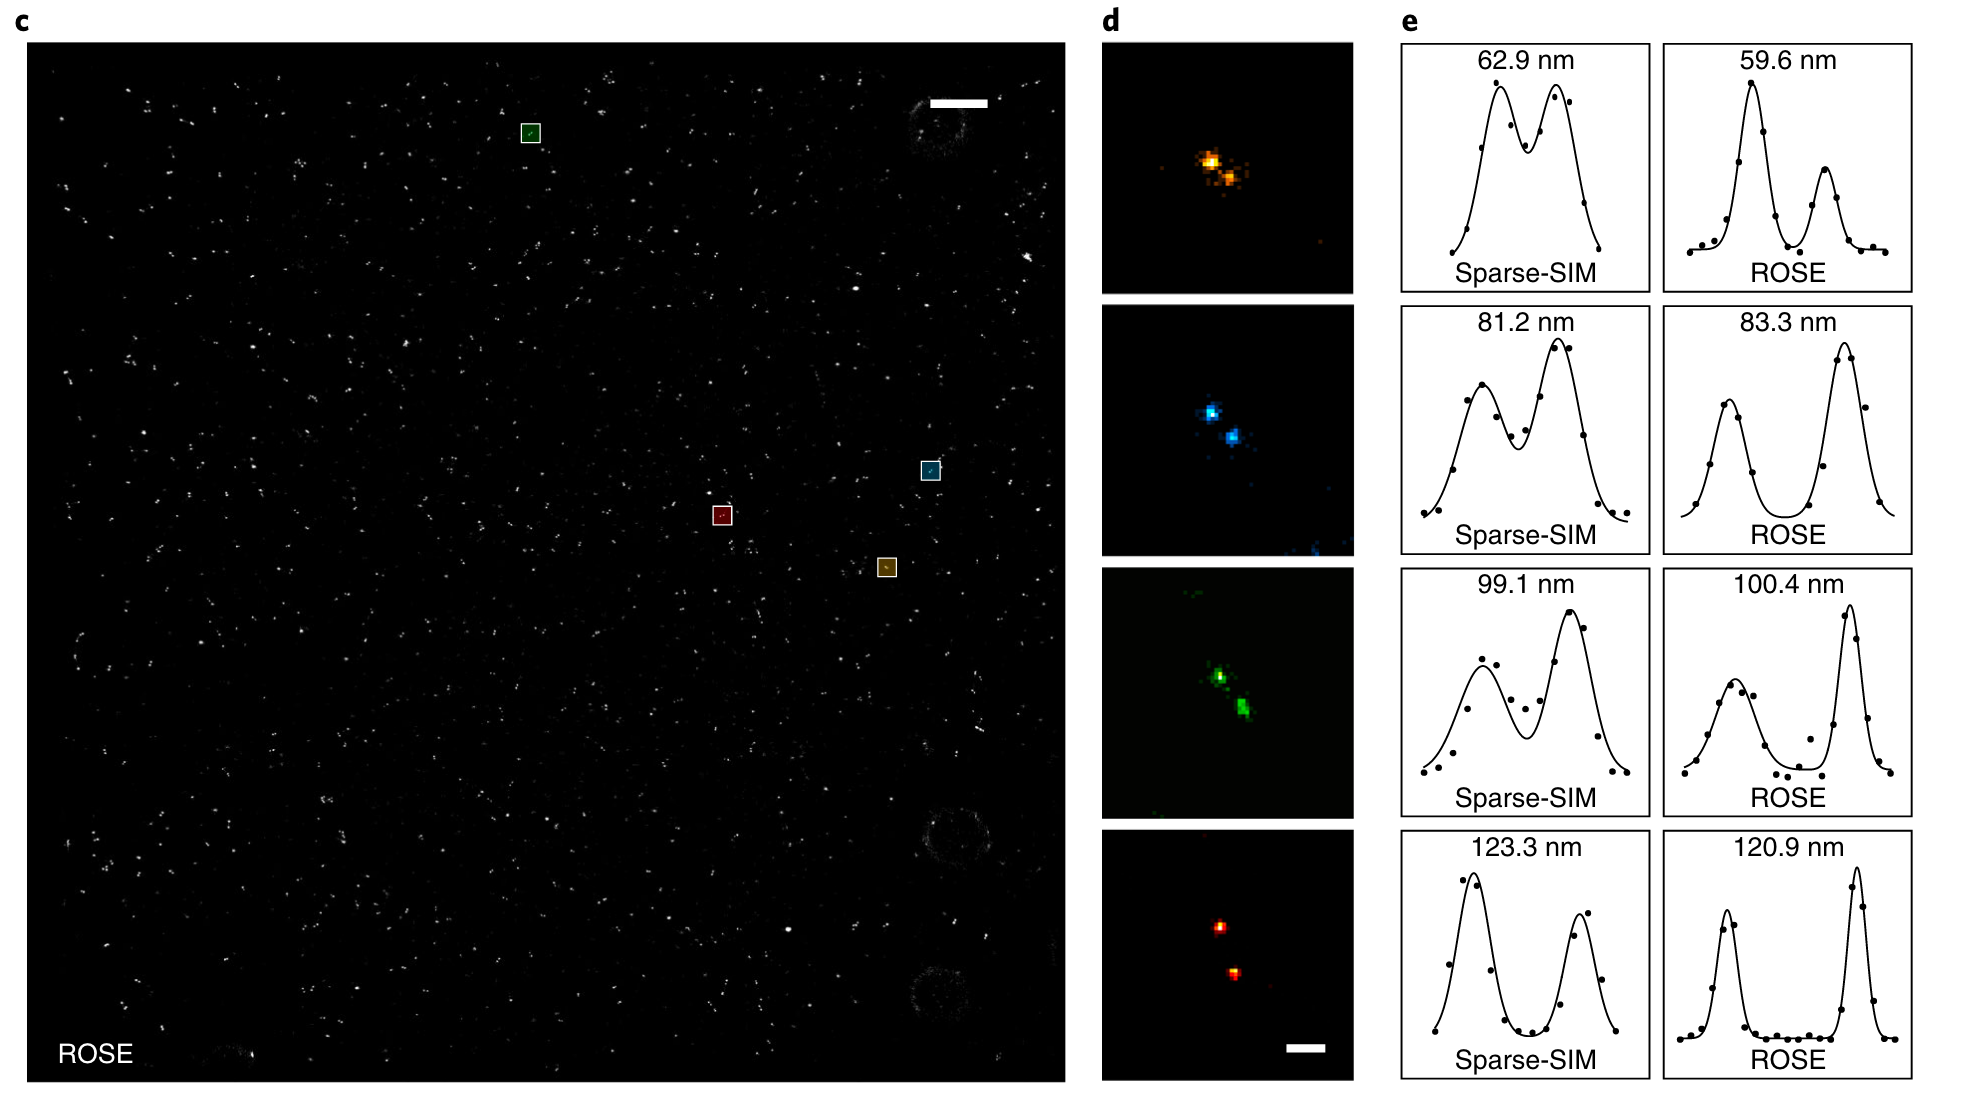 c
d
e
ROSE
62.9 nm
Sparse-SIM
59.6 nm
ROSE
81.2 nm
Sparse-SIM
83.3 nm
ROSE
99.1 nm
Sparse-SIM
100.4 nm
ROSE
123.3 nm
Sparse-SIM
120.9 nm
ROSE